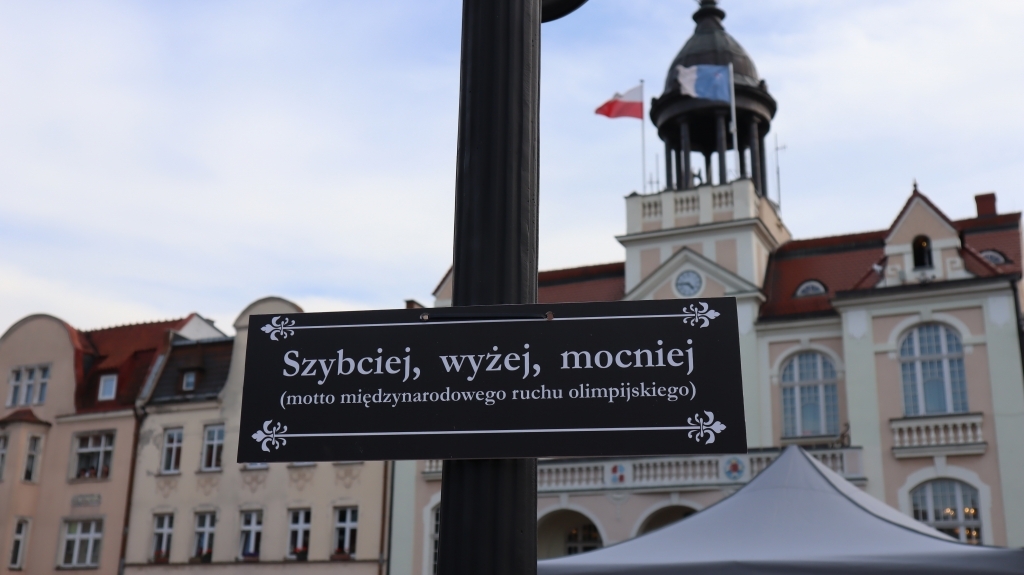 Szybciej, wyżej, mocniej
(motto międzynarodowego ruchu olimpijskiego)